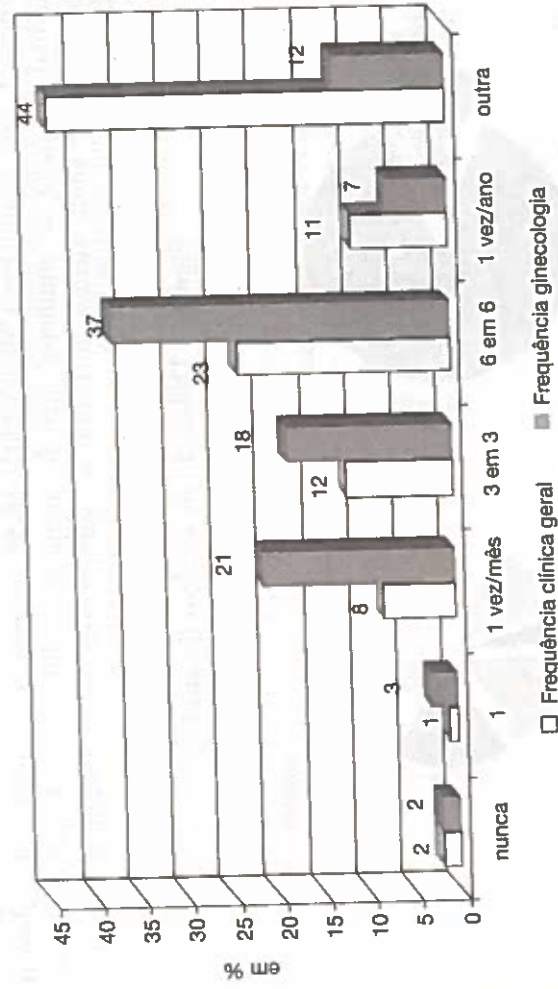 em %
45
40
35
30
25
20
15
10
5
0
2
2
1
3
8
21
12
18
23
37
11
7
44
12
nunca
1
1 vez/mês
3 em 3
6 em 6
1 vez/ano
outra
Frequência clínica geral
Frequência ginecologia